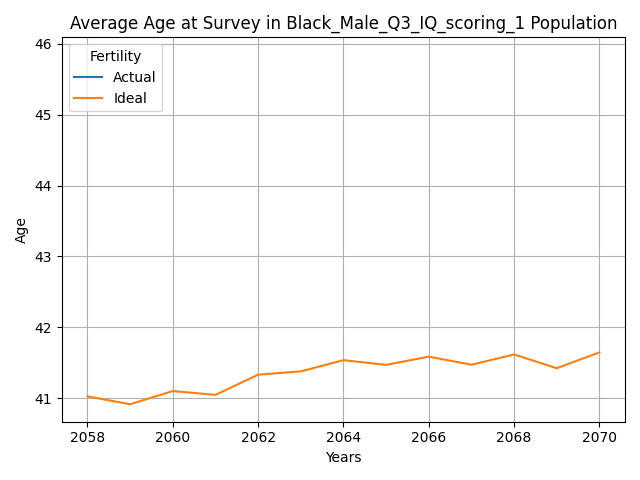 Average Age at Survey in Black_Male_Q3_IQ_scoring_1 Population
Fertility
Actual
Ideal
46
45
44
43
42
41
Age
2058 2060 2062 2064 2066 2068 2070
Years